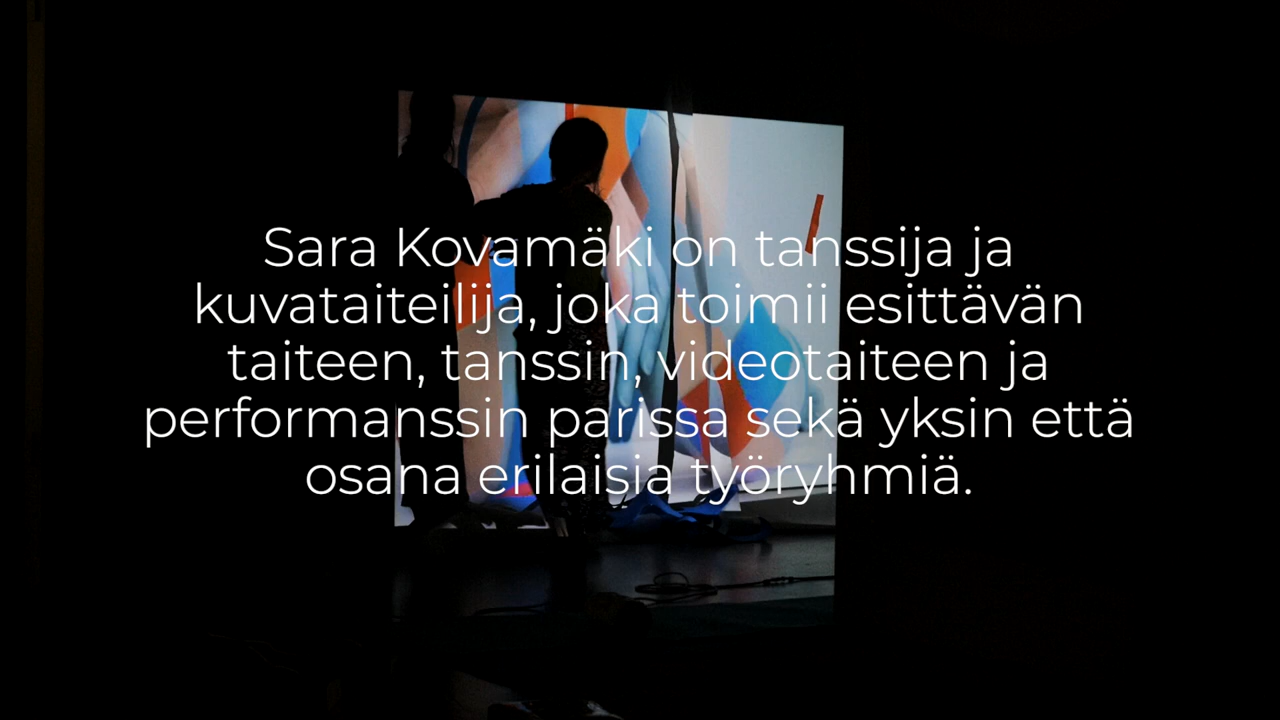 Sara Kovamäki on tanssija ja
kuvataiteilija, joka toimii esittävän
taiteen, tanssin, videotaiteen ja
performanssin parissa sekä yksin että
osana erilaisia työryhmiä.